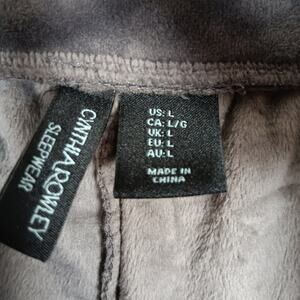 CYNTHIA ROWLEY
SLEEPWEAR
US: L
CA: L/G
UK: L
EU: L
AU: L
MADE IN
CHINA